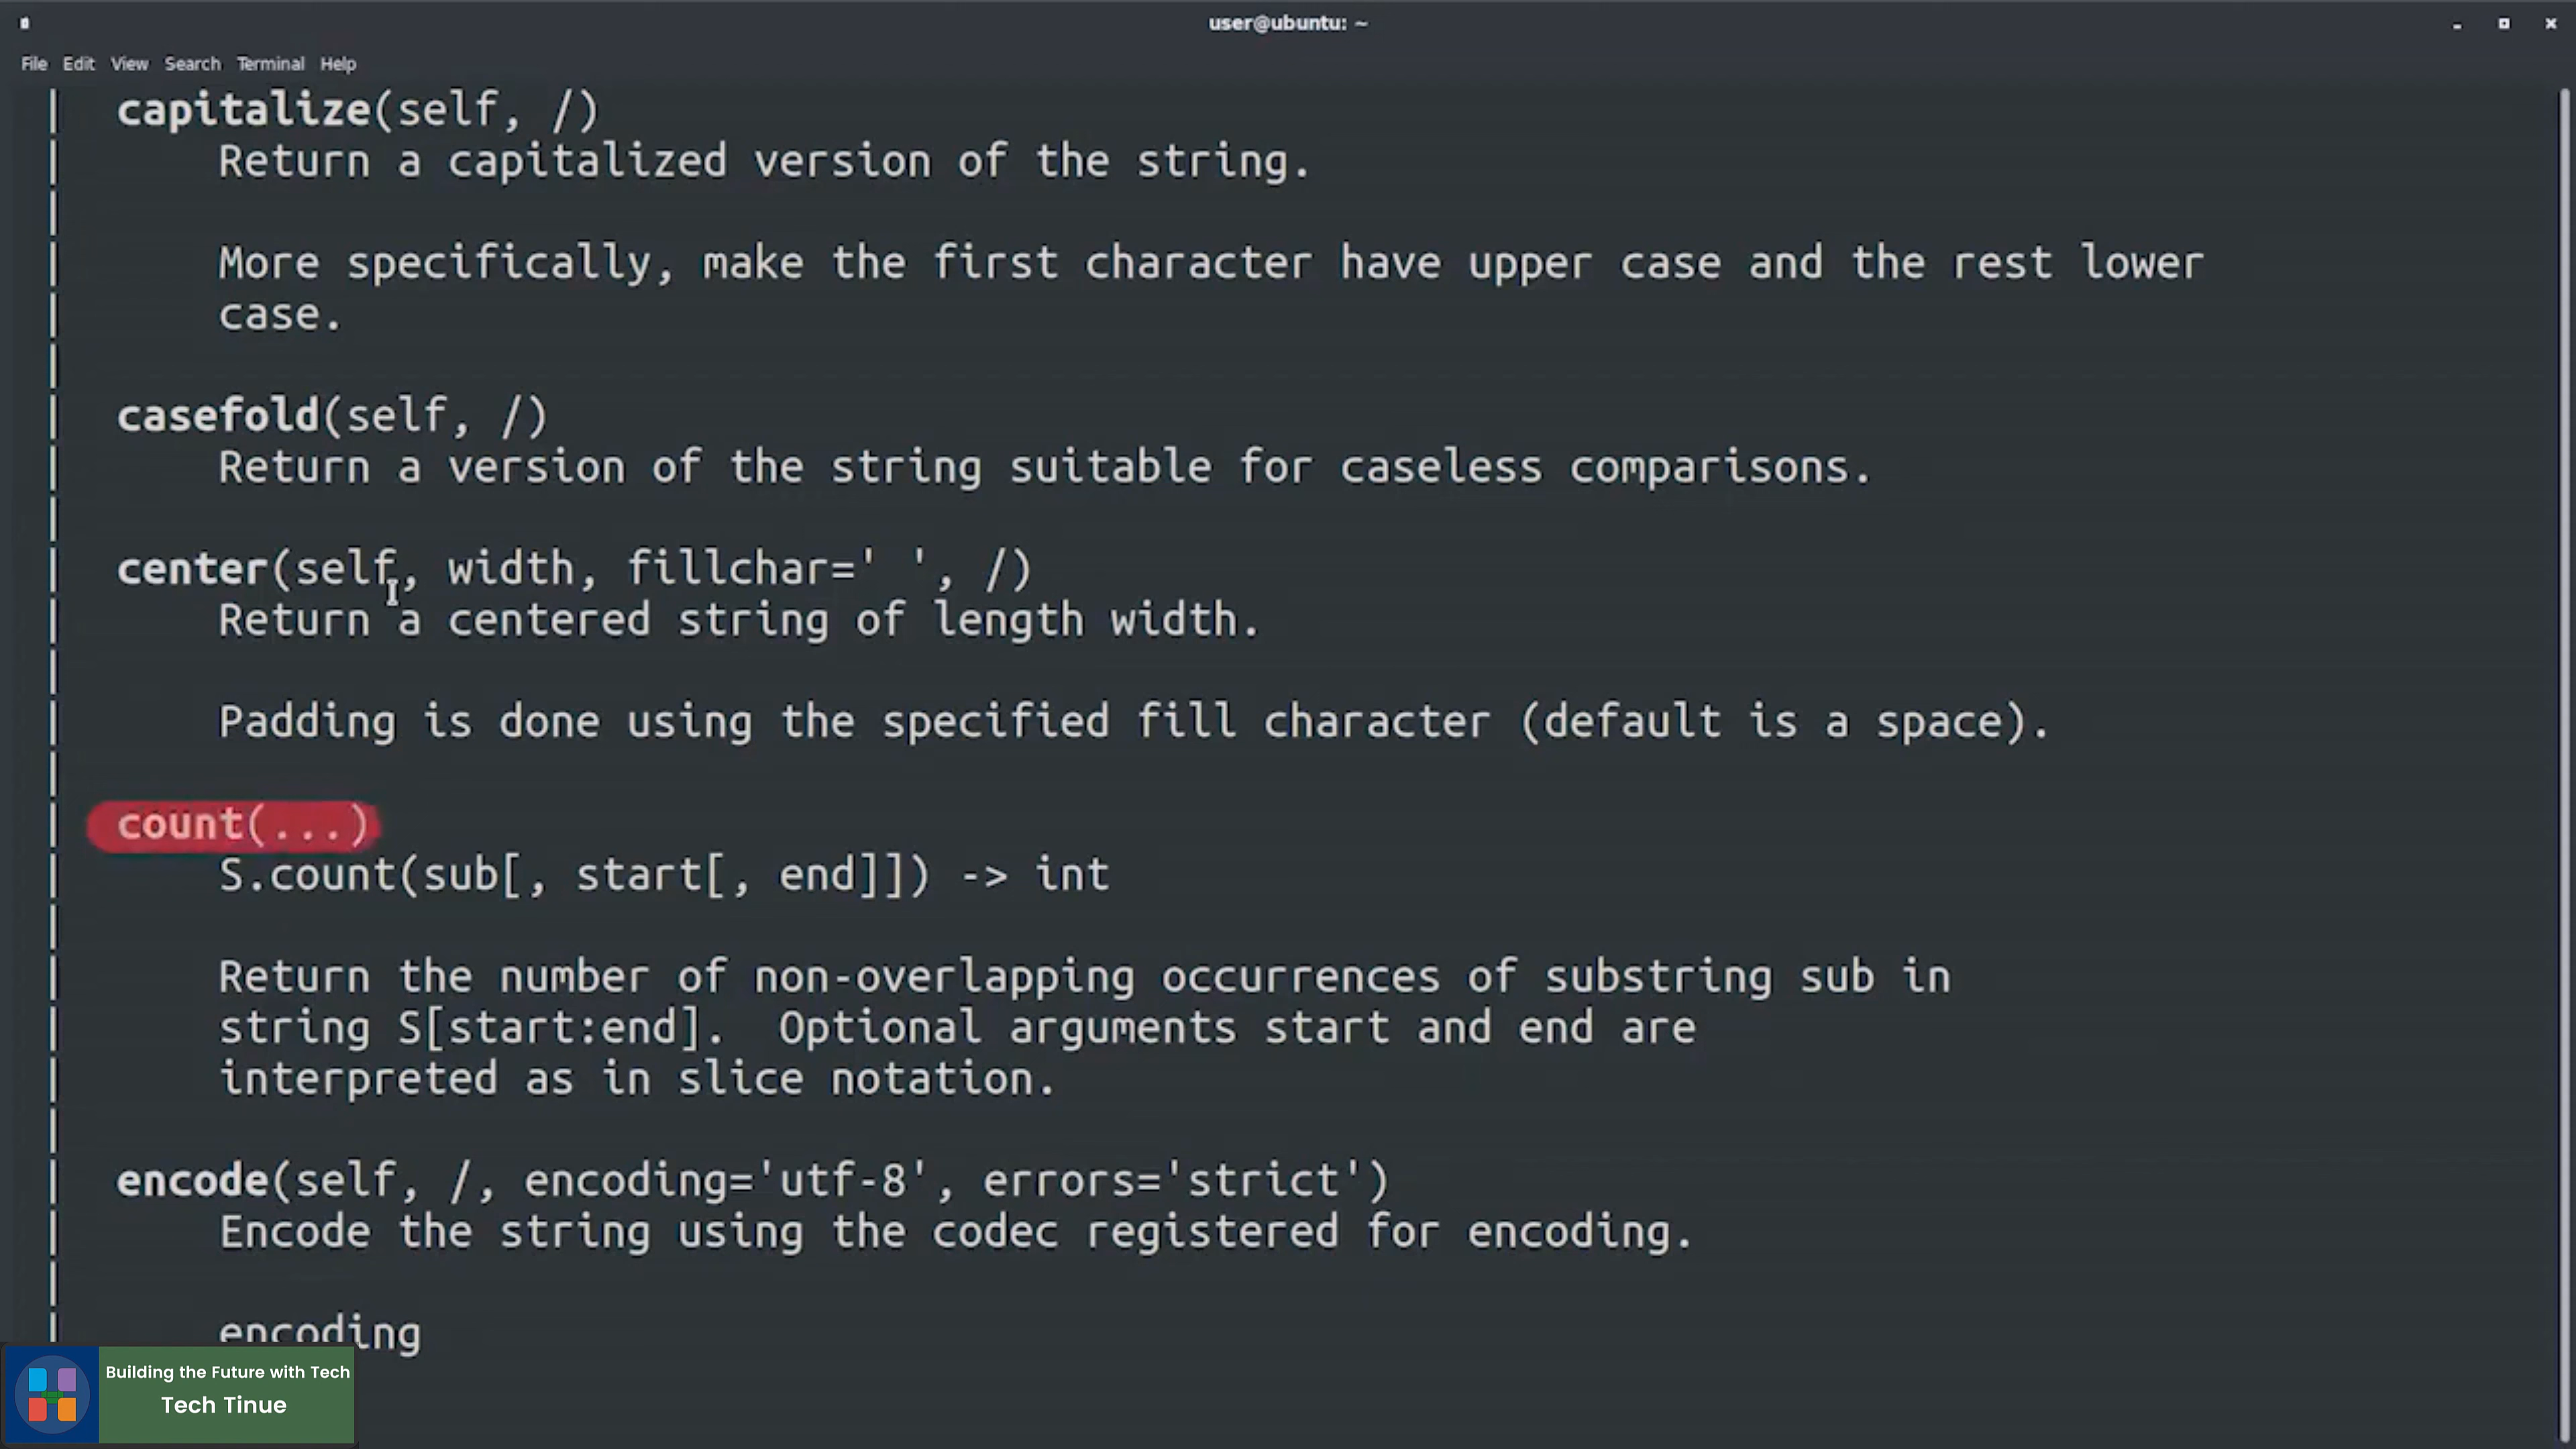 user@ubuntu: ~
File Edit View Search Terminal Help
| capitalize(self, /)
| Return a capitalized version of the string.
|
| More specifically, make the first character have upper case and the rest lower
| case.
|
| casefold(self, /)
| Return a version of the string suitable for caseless comparisons.
|
| center(self, width, fillchar=' ', /)
| Return a centered string of length width.
|
| Padding is done using the specified fill character (default is a space).
|
| count(...)
| S.count(sub[, start[, end]]) -> int
|
| Return the number of non-overlapping occurrences of substring sub in
| string S[start:end].  Optional arguments start and end are
| interpreted as in slice notation.
|
| encode(self, /, encoding='utf-8', errors='strict')
| Encode the string using the codec registered for encoding.
|
| encoding
Building the Future with Tech
Tech Tinue